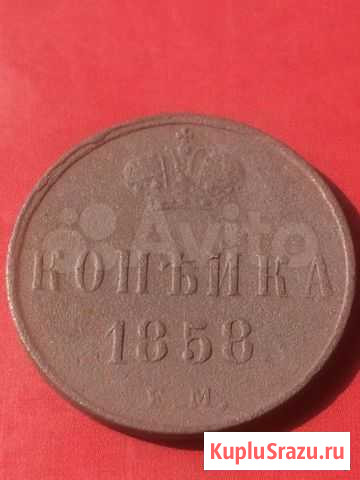 Avito
КОПѢЙКА
1858
Е.М.
KupluSrazu.ru